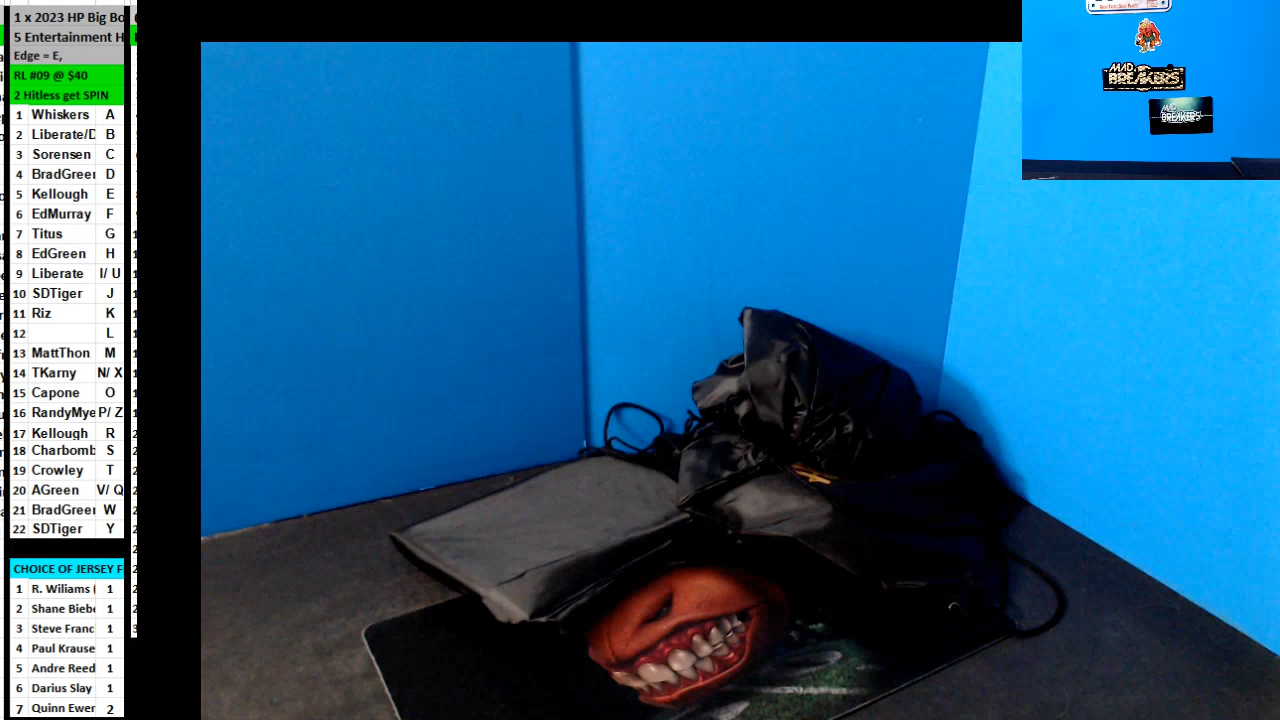 1 x 2023 HP Big Bo
5 Entertainment H
Edge = E,
RL #09 @ $40
2 Hitless get SPIN
1 Whiskers A
2 Liberate/D B
3 Sorensen C
4 BradGreen D
5 Kellough E
6 EdMurray F
7 Titus G
8 EdGreen H
9 Liberate I/ U
10 SDTiger J
11 Riz K
12 L
13 MattThon M
14 TKarny N/ X
15 Capone O
16 RandyMye P/ Z
17 Kellough R
18 Charbomb S
19 Crowley T
20 AGreen V/ Q
21 BradGreen W
22 SDTiger Y
CHOICE OF JERSEY F
1 R. Wiliams ( 1
2 Shane Biebe 1
3 Steve Franc 1
4 Paul Krause 1
5 Andre Reed 1
6 Darius Slay 1
7 Quinn Ewer 2
MAD
BREAKERS
MAD
BREAKERS